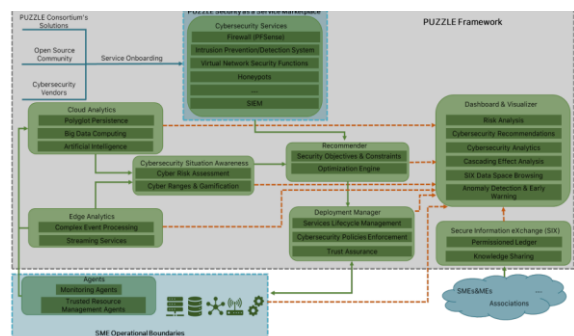 PUZZLE Consortium's
Solutions
Open Source
Community
Cybersecurity
Vendors
Service Onboarding
PUZZLE Security as a Service Marketplace
Cybersecurity Services
Firewall (PFSense)
Intrusion Prevention/Detection System
Virtual Network Security Functions
Honeypots
....
SIEM
PUZZLE Framework
Cloud Analytics
Polyglot Persistence
Big Data Computing
Artificial Intelligence
Cybersecurity Situation Awareness
Cyber Risk Assessment
Cyber Ranges & Gamification
Edge Analytics
Complex Event Processing
Streaming Services
Recommender
Security Objectives & Constraints
Optimization Engine
Deployment Manager
Services Lifecycle Management
Cybersecurity Policies Enforcement
Trust Assurance
Dashboard & Visualizer
Risk Analysis
Cybersecurity Recommendations
Cybersecurity Analytics
Cascading Effect Analysis
SIX Data Space Browsing
Anomaly Detection & Early
Warning
Secure Information eXchange (SIX)
Permissioned Ledger
Knowledge Sharing
SMEs&MEs
...
Associations
Agents
Monitoring Agents
Trusted Resource
Management Agents
SME Operational Boundaries